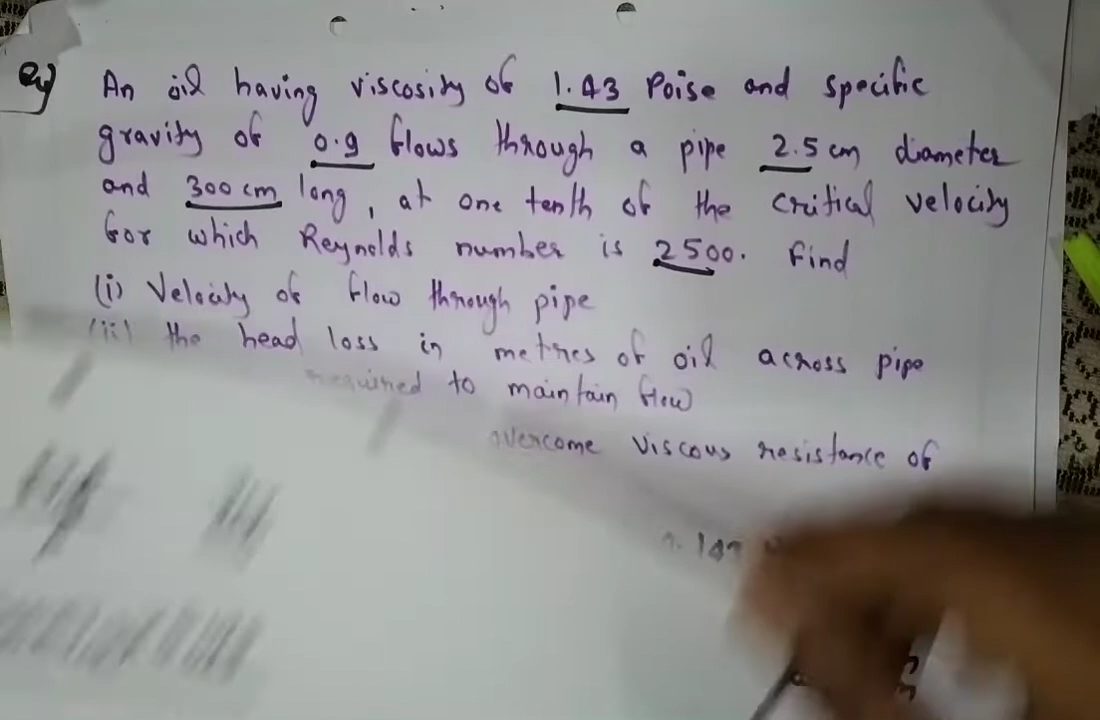 Ex)
An oil having viscosity of 1.43 Poise and specific
gravity of 0.9 flows through a pipe 2.5 cm diameter
and 300 cm long, at one tenth of the critical velocity
for which Reynolds number is 2500. Find
(i) Velocity of flow through pipe
(ii) the head loss in metres of oil across pipe
required to maintain flow
overcome viscous resistance of